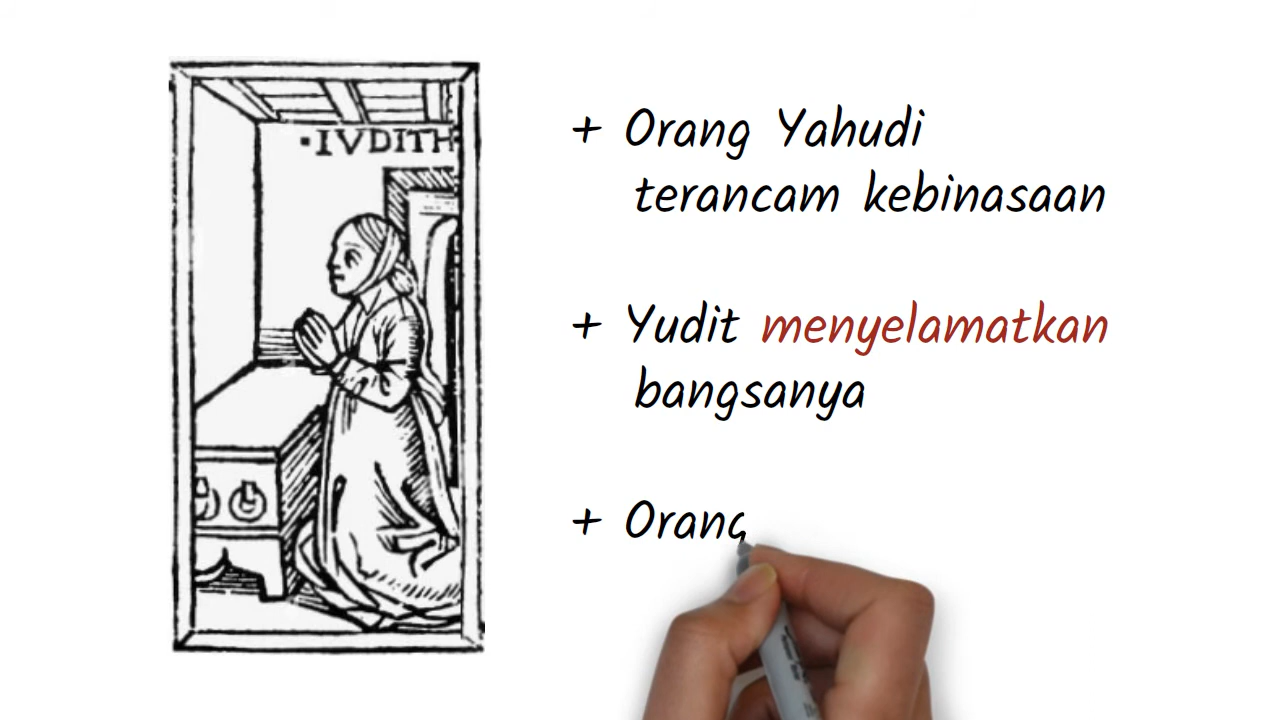 ·IVDITH
+ Orang Yahudi
terancam kebinasaan
+ Yudit menyelamatkan
bangsanya
+ Orang